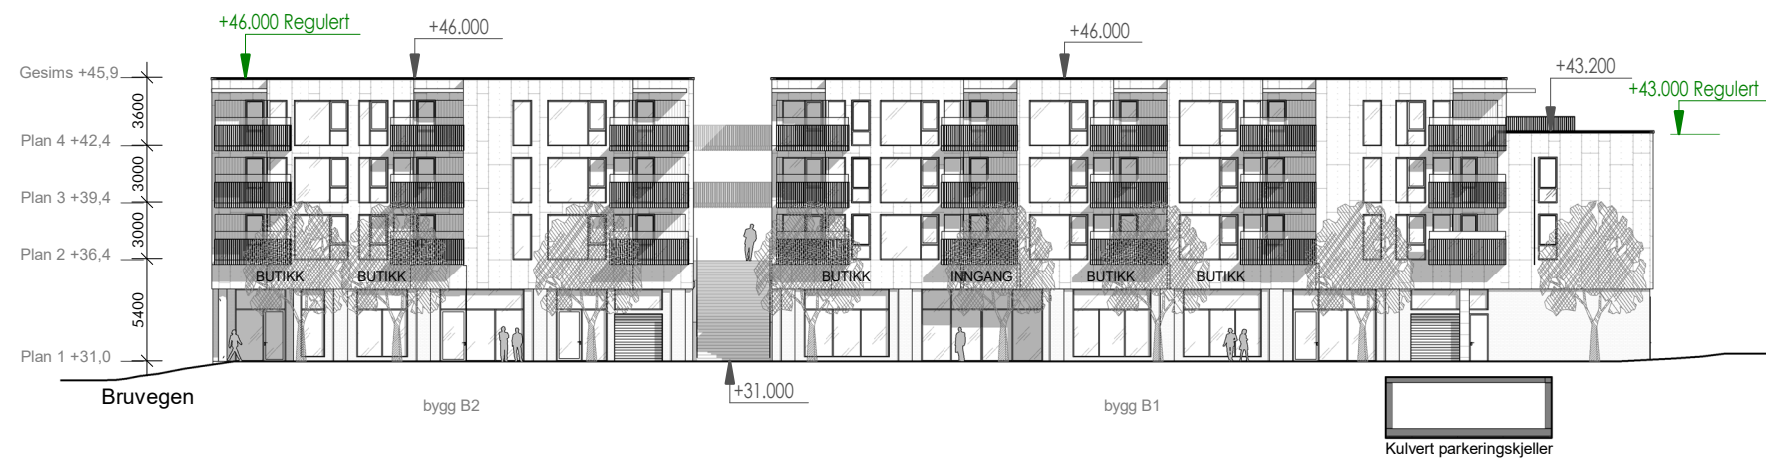 +46.000 Regulert
+46.000
+46.000
+43.200
+43.000 Regulert
Gesims +45,9
3600
Plan 4 +42,4
3000
Plan 3 +39,4
3000
Plan 2 +36,4
5400
Plan 1 +31,0
BUTIKK
BUTIKK
BUTIKK
INNGANG
BUTIKK
BUTIKK
+31.000
Bruvegen
bygg B2
bygg B1
Kulvert parkeringskjeller